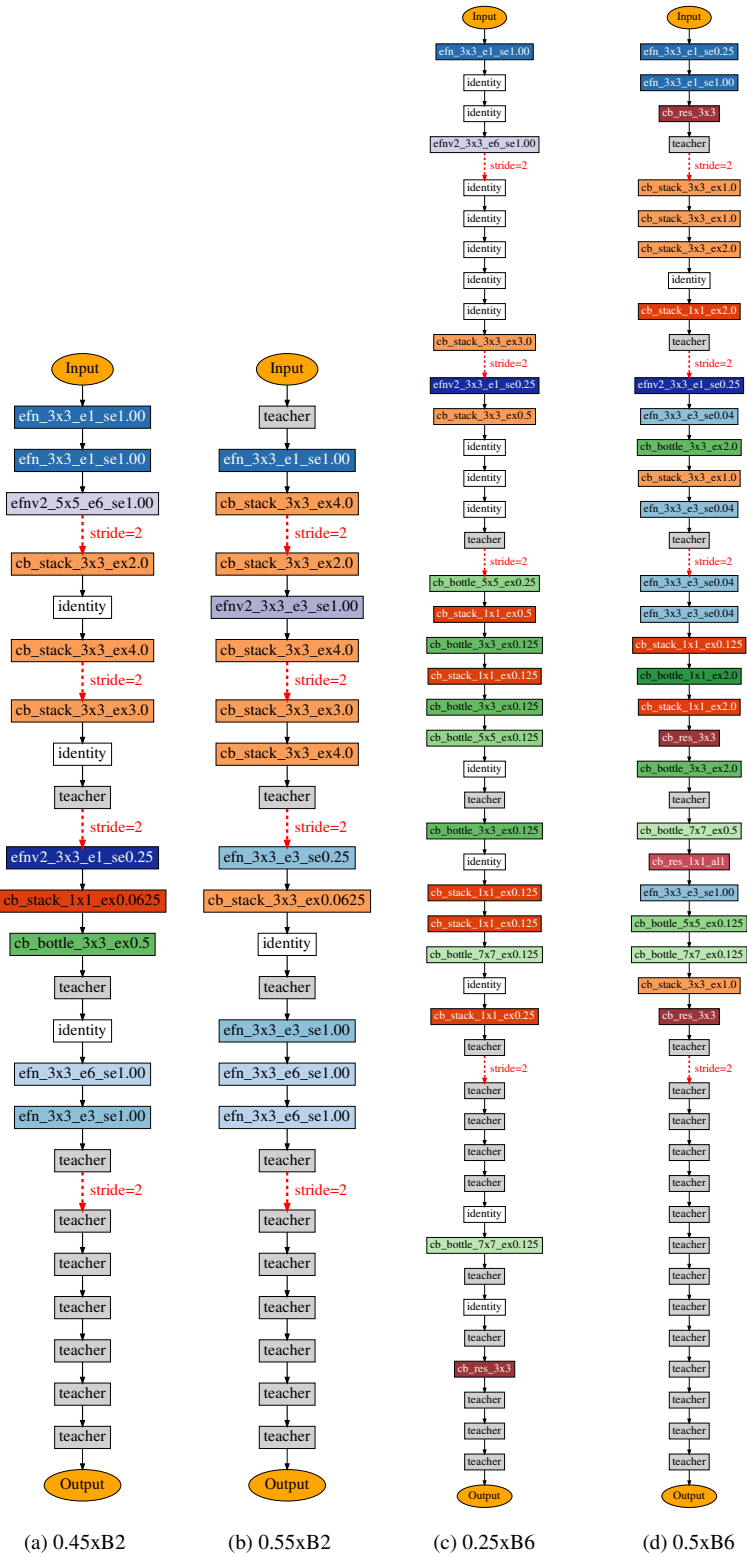 Input
efn_3x3_e1_se1.00
efn_3x3_e1_se1.00
efnv2_5x5_e6_se1.00
stride=2
cb_stack_3x3_ex2.0
identity
cb_stack_3x3_ex4.0
stride=2
cb_stack_3x3_ex3.0
identity
teacher
stride=2
efnv2_3x3_e1_se0.25
cb_stack_1x1_ex0.0625
cb_bottle_3x3_ex0.5
teacher
identity
efn_3x3_e6_se1.00
efn_3x3_e3_se1.00
teacher
stride=2
teacher
teacher
teacher
teacher
teacher
teacher
Output
(a) 0.45xB2
Input
teacher
efn_3x3_e1_se1.00
cb_stack_3x3_ex4.0
stride=2
cb_stack_3x3_ex2.0
efnv2_3x3_e3_se1.00
cb_stack_3x3_ex4.0
stride=2
cb_stack_3x3_ex3.0
cb_stack_3x3_ex4.0
teacher
stride=2
efn_3x3_e3_se0.25
cb_stack_3x3_ex0.0625
identity
teacher
efn_3x3_e3_se1.00
efn_3x3_e6_se1.00
efn_3x3_e6_se1.00
teacher
stride=2
teacher
teacher
teacher
teacher
teacher
teacher
Output
(b) 0.55xB2
Input
efn_3x3_e1_se1.00
identity
identity
efnv2_3x3_e6_se1.00
stride=2
identity
identity
identity
identity
identity
cb_stack_3x3_ex3.0
stride=2
efnv2_3x3_e1_se0.25
cb_stack_3x3_ex0.5
identity
identity
identity
teacher
stride=2
cb_bottle_5x5_ex0.25
cb_stack_1x1_ex0.5
cb_bottle_3x3_ex0.125
cb_stack_1x1_ex0.125
cb_bottle_3x3_ex0.125
cb_bottle_5x5_ex0.125
identity
teacher
cb_bottle_3x3_ex0.125
identity
cb_stack_1x1_ex0.125
cb_stack_1x1_ex0.125
cb_bottle_7x7_ex0.125
identity
cb_stack_1x1_ex0.25
teacher
stride=2
teacher
teacher
teacher
teacher
identity
cb_bottle_7x7_ex0.125
teacher
identity
teacher
cb_res_3x3
teacher
teacher
teacher
Output
(c) 0.25xB6
Input
efn_3x3_e1_se0.25
efn_3x3_e1_se1.00
cb_res_3x3
teacher
stride=2
cb_stack_3x3_ex1.0
cb_stack_3x3_ex1.0
cb_stack_3x3_ex2.0
identity
cb_stack_1x1_ex2.0
teacher
stride=2
efnv2_3x3_e1_se0.25
efn_3x3_e3_se0.04
cb_bottle_3x3_ex2.0
cb_stack_3x3_ex1.0
efn_3x3_e3_se0.04
teacher
stride=2
efn_3x3_e3_se0.04
efn_3x3_e3_se0.04
cb_stack_1x1_ex0.125
cb_bottle_1x1_ex2.0
cb_stack_1x1_ex2.0
cb_res_3x3
cb_bottle_3x3_ex2.0
teacher
cb_bottle_7x7_ex0.5
cb_res_1x1_al1
efn_3x3_e3_se1.00
cb_bottle_5x5_ex0.125
cb_bottle_7x7_ex0.125
cb_stack_3x3_ex1.0
cb_res_3x3
teacher
stride=2
teacher
teacher
teacher
teacher
teacher
teacher
teacher
teacher
teacher
teacher
teacher
teacher
teacher
Output
(d) 0.5xB6